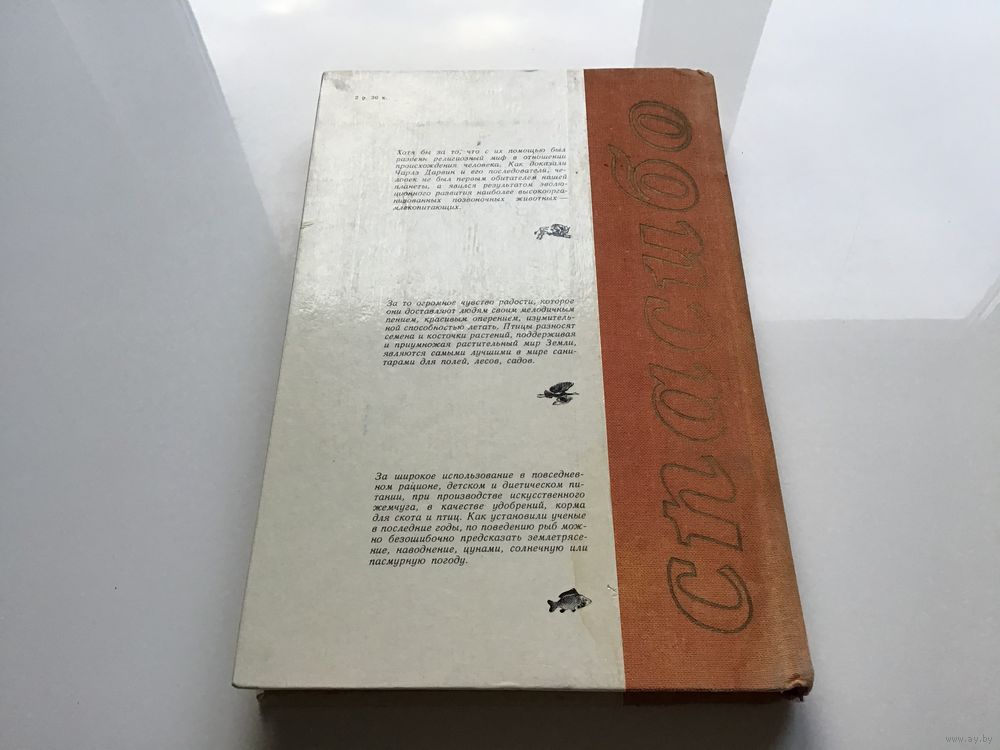 2 р. 30 к.
Хотя бы за то, что с их помощью был
развеян религиозный миф в отношении
происхождения человека. Как доказали
Чарлз Дарвин и его последователи, че-
ловек не был первым обитателем нашей
планеты, а явился результатом эволю-
ционного развития наиболее высокоорга-
низованных позвоночных животных —
млекопитающих.
За то огромное чувство радости, которое
они доставляют людям своим мелодичным
пением, красивым оперением, изумитель-
ной способностью летать. Птицы разносят
семена и косточки растений, поддерживая
и приумножая растительный мир Земли,
являются самыми лучшими в мире сани-
тарами для полей, лесов, садов.
За широкое использование в повседнев-
ном рационе, детском и диетическом пи-
тании, при производстве искусственного
жемчуга, в качестве удобрений, корма
для скота и птиц. Как установили ученые
в последние годы, по поведению рыб мож-
но безошибочно предсказать землетрясе-
ние, наводнение, цунами, солнечную или
пасмурную погоду.
спасибо
www.ay.by